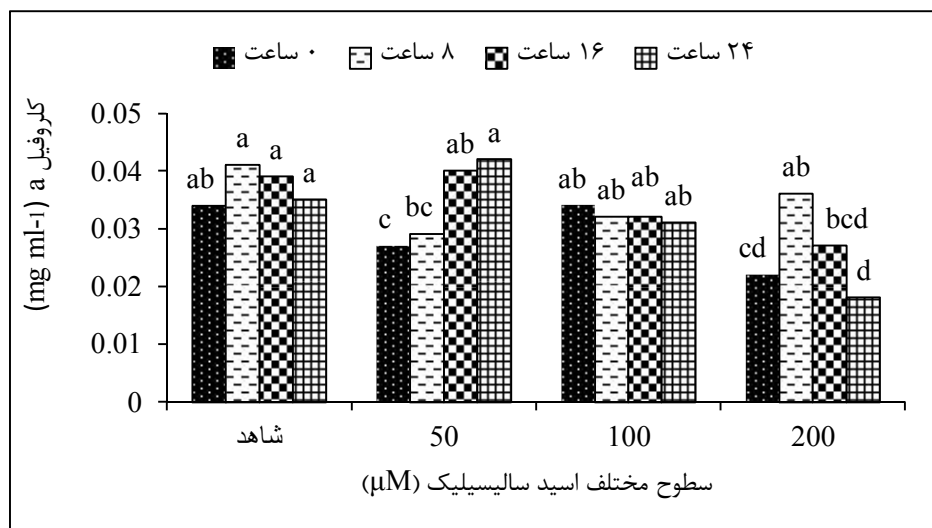 ۰ ساعت ۸ ساعت ۱۶ ساعت ۲۴ ساعت
کلروفیل a (mg ml-1)
0.05
0.04
0.03
0.02
0.01
0
ab a a a
c bc ab a
ab ab ab ab
cd ab bcd d
شاهد 50 100 200
سطوح مختلف اسید سالیسیلیک (μM)